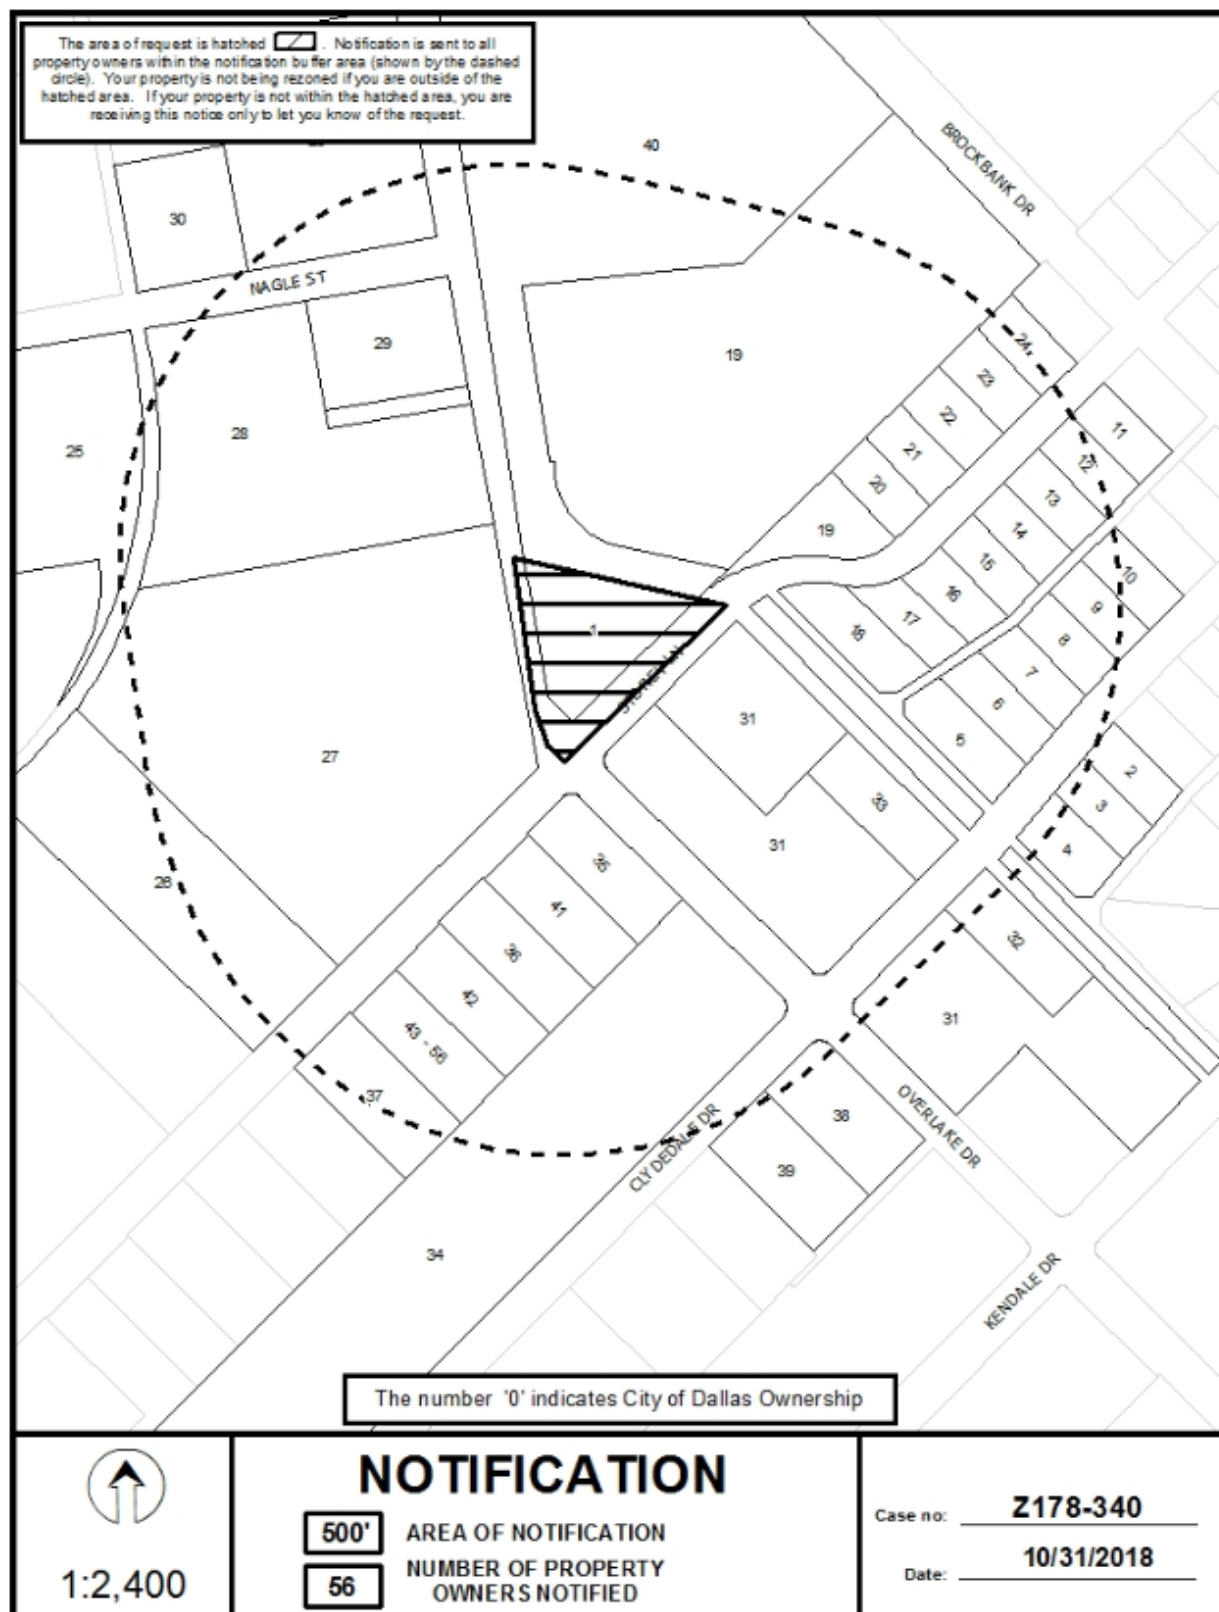 The area of request is hatched . Notification is sent to all
property owners within the notification buffer area (shown by the dashed
circle). Your property is not being rezoned if you are outside of the
hatched area. If your property is not within the hatched area, you are
receiving this notice only to let you know of the request.
40
BROCKBANK DR
30
NAGLE ST
29
19
24
23
28
25
22
11
21
12
20
13
19
14
10
15
9
16
1
17
8
18
7
6
31
5
27
2
33
3
31
4
35
26
41
32
36
42
31
43 - 56
37
38
OVERLAKE DR
CLYDEDALE DR
39
34
KENDALE DR
The number '0' indicates City of Dallas Ownership
1:2,400
NOTIFICATION
500' AREA OF NOTIFICATION
56 NUMBER OF PROPERTY
OWNERS NOTIFIED
Case no: Z178-340
Date: 10/31/2018